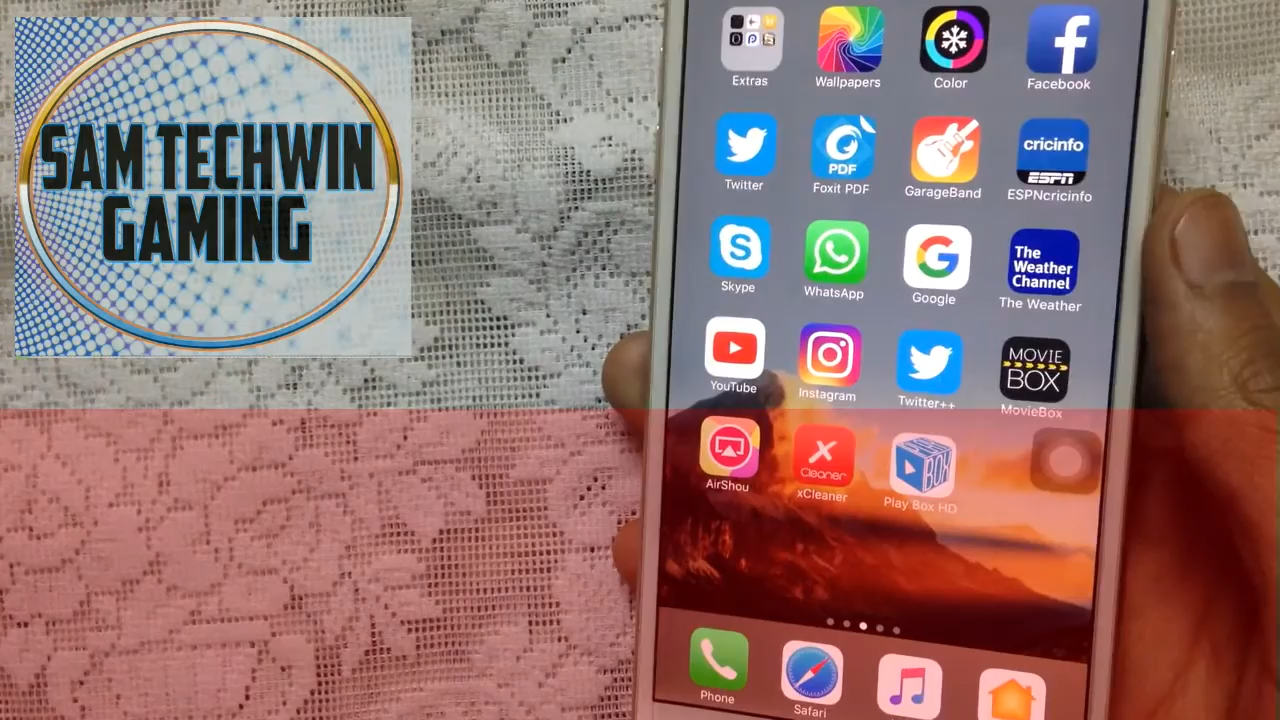 SAM TECHWIN
GAMING
Extras
Wallpapers
Color
Facebook
Twitter
PDF
Foxit PDF
GarageBand
cricinfo
ESPN
ESPNcricinfo
Skype
WhatsApp
Google
The
Weather
Channel
The Weather
YouTube
Instagram
Twitter++
MOVIE
BOX
MovieBox
AirShou
Cleaner
xCleaner
BOX
Play Box HD
Phone
Safari